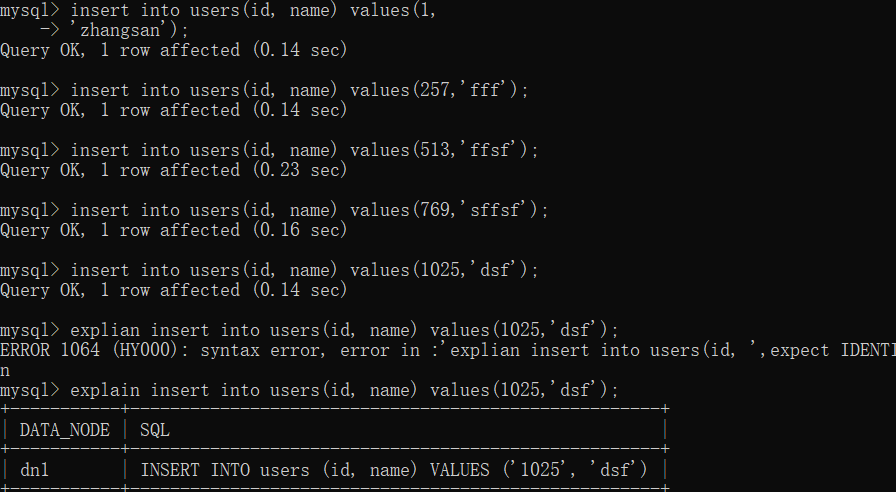 mysql> insert into users(id, name) values(1,
    -> 'zhangsan');
Query OK, 1 row affected (0.14 sec)
mysql> insert into users(id, name) values(257,'fff');
Query OK, 1 row affected (0.14 sec)
mysql> insert into users(id, name) values(513,'ffsf');
Query OK, 1 row affected (0.23 sec)
mysql> insert into users(id, name) values(769,'sffsf');
Query OK, 1 row affected (0.16 sec)
mysql> insert into users(id, name) values(1025,'dsf');
Query OK, 1 row affected (0.14 sec)
mysql> explian insert into users(id, name) values(1025,'dsf');
ERROR 1064 (HY000): syntax error, error in :'explian insert into users(id, ',expect IDENTI
n
mysql> explain insert into users(id, name) values(1025,'dsf');
+-----------+-----------------------------------------------------+
| DATA_NODE | SQL                                                 |
+-----------+-----------------------------------------------------+
| dn1       | INSERT INTO users (id, name) VALUES ('1025', 'dsf') |
+-----------+-----------------------------------------------------+